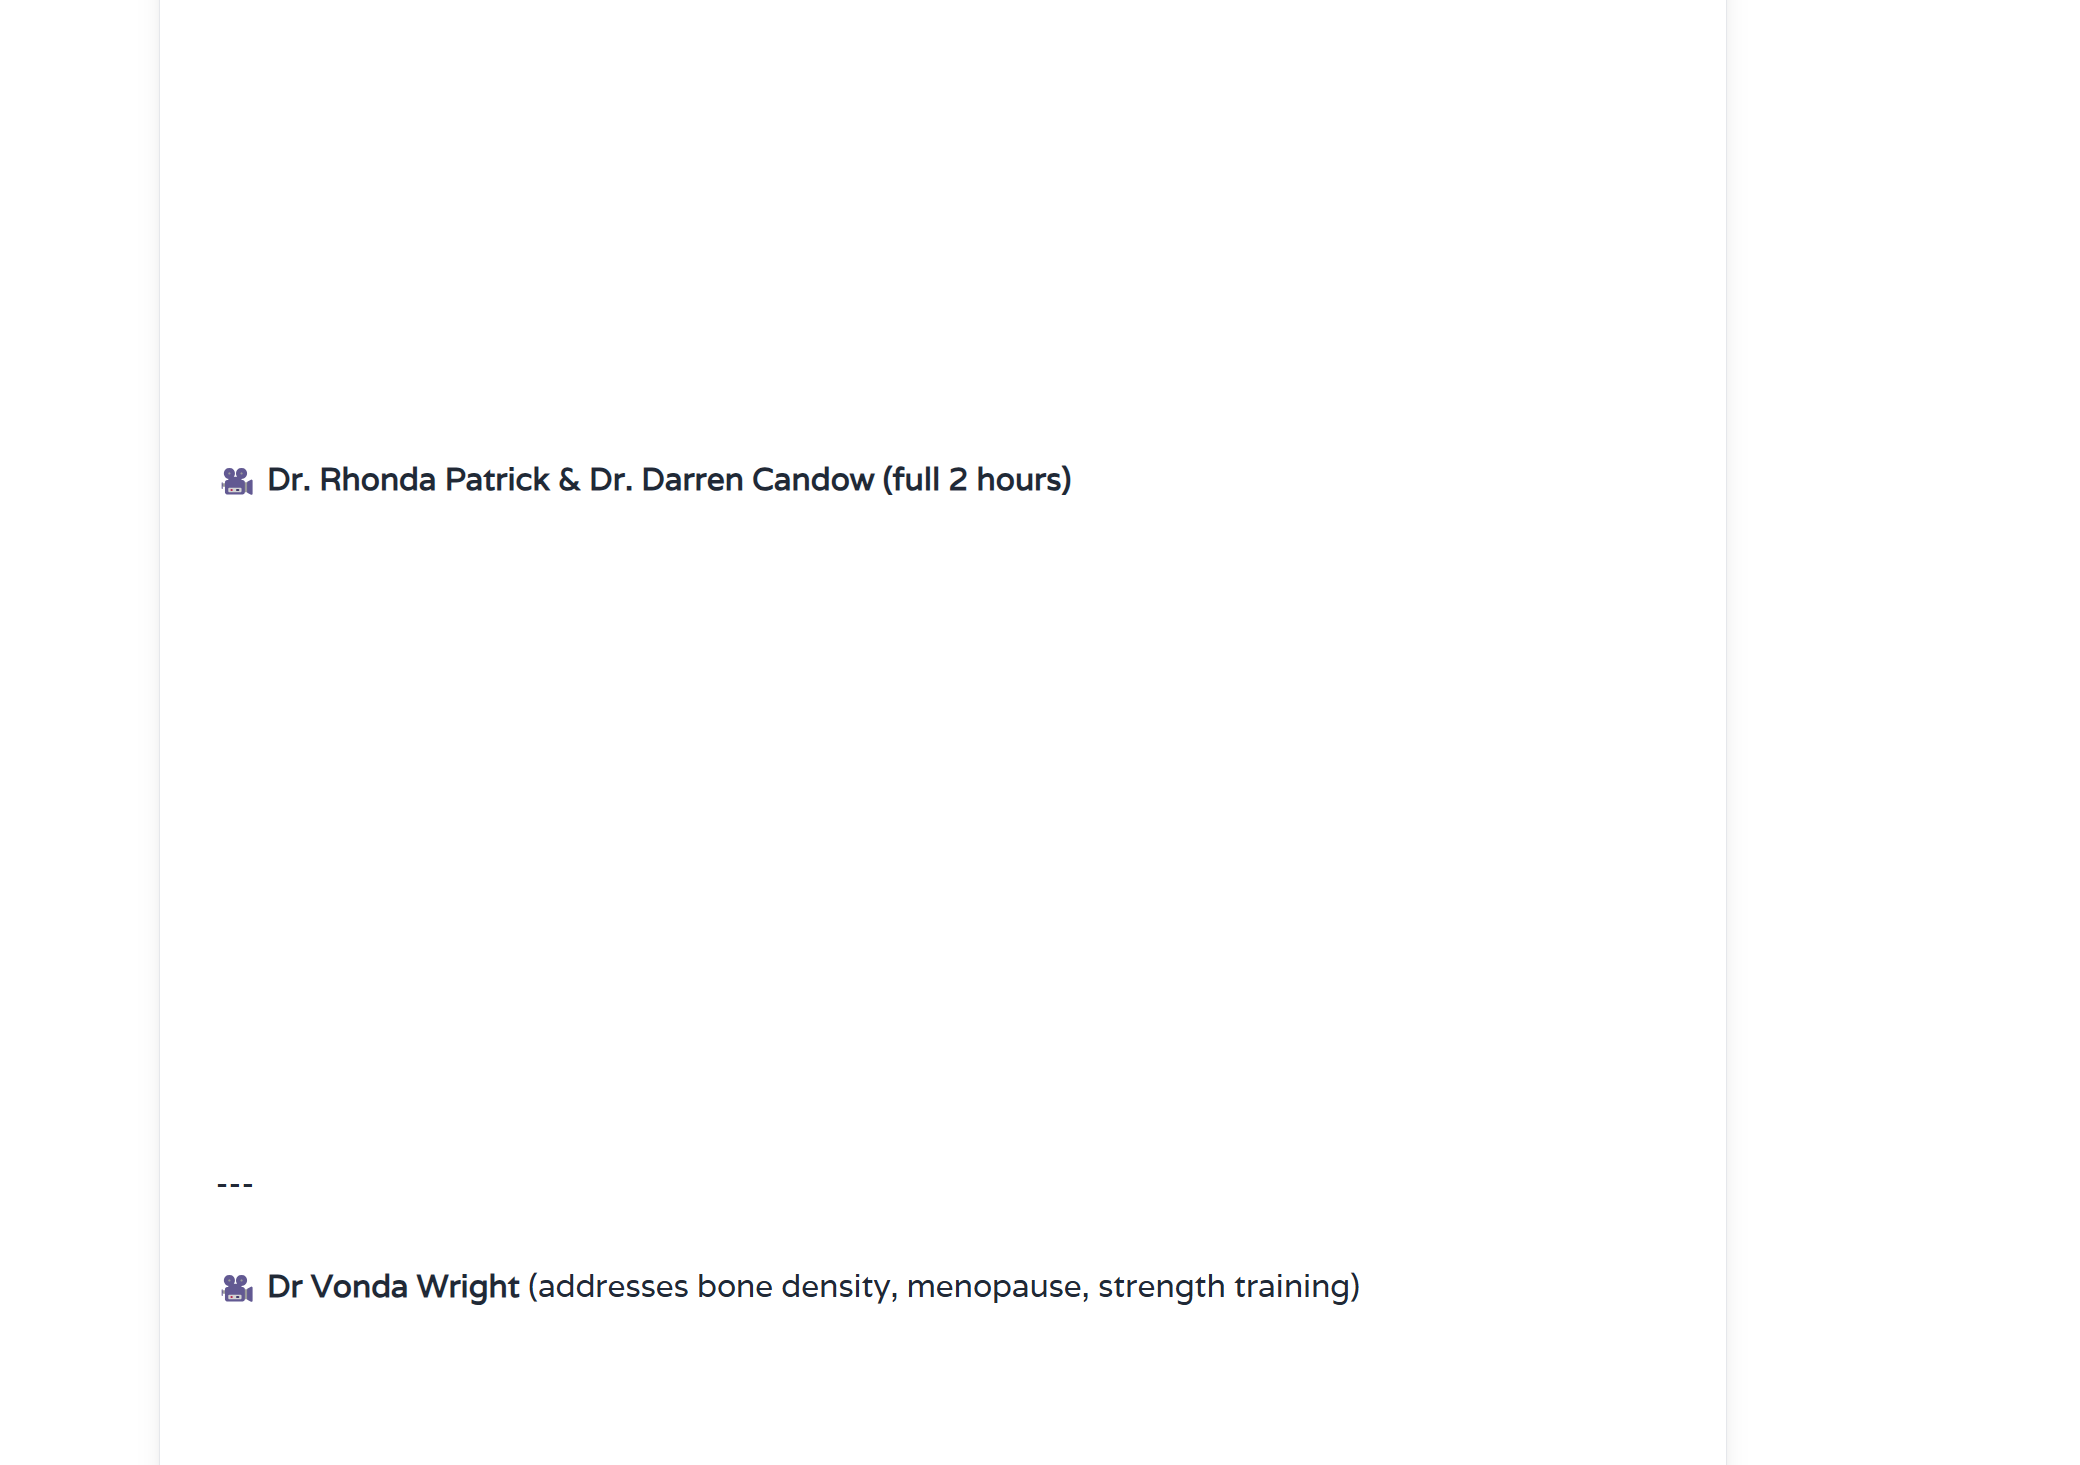 🎥 Dr. Rhonda Patrick & Dr. Darren Candow (full 2 hours)
---
🎥 Dr Vonda Wright (addresses bone density, menopause, strength training)